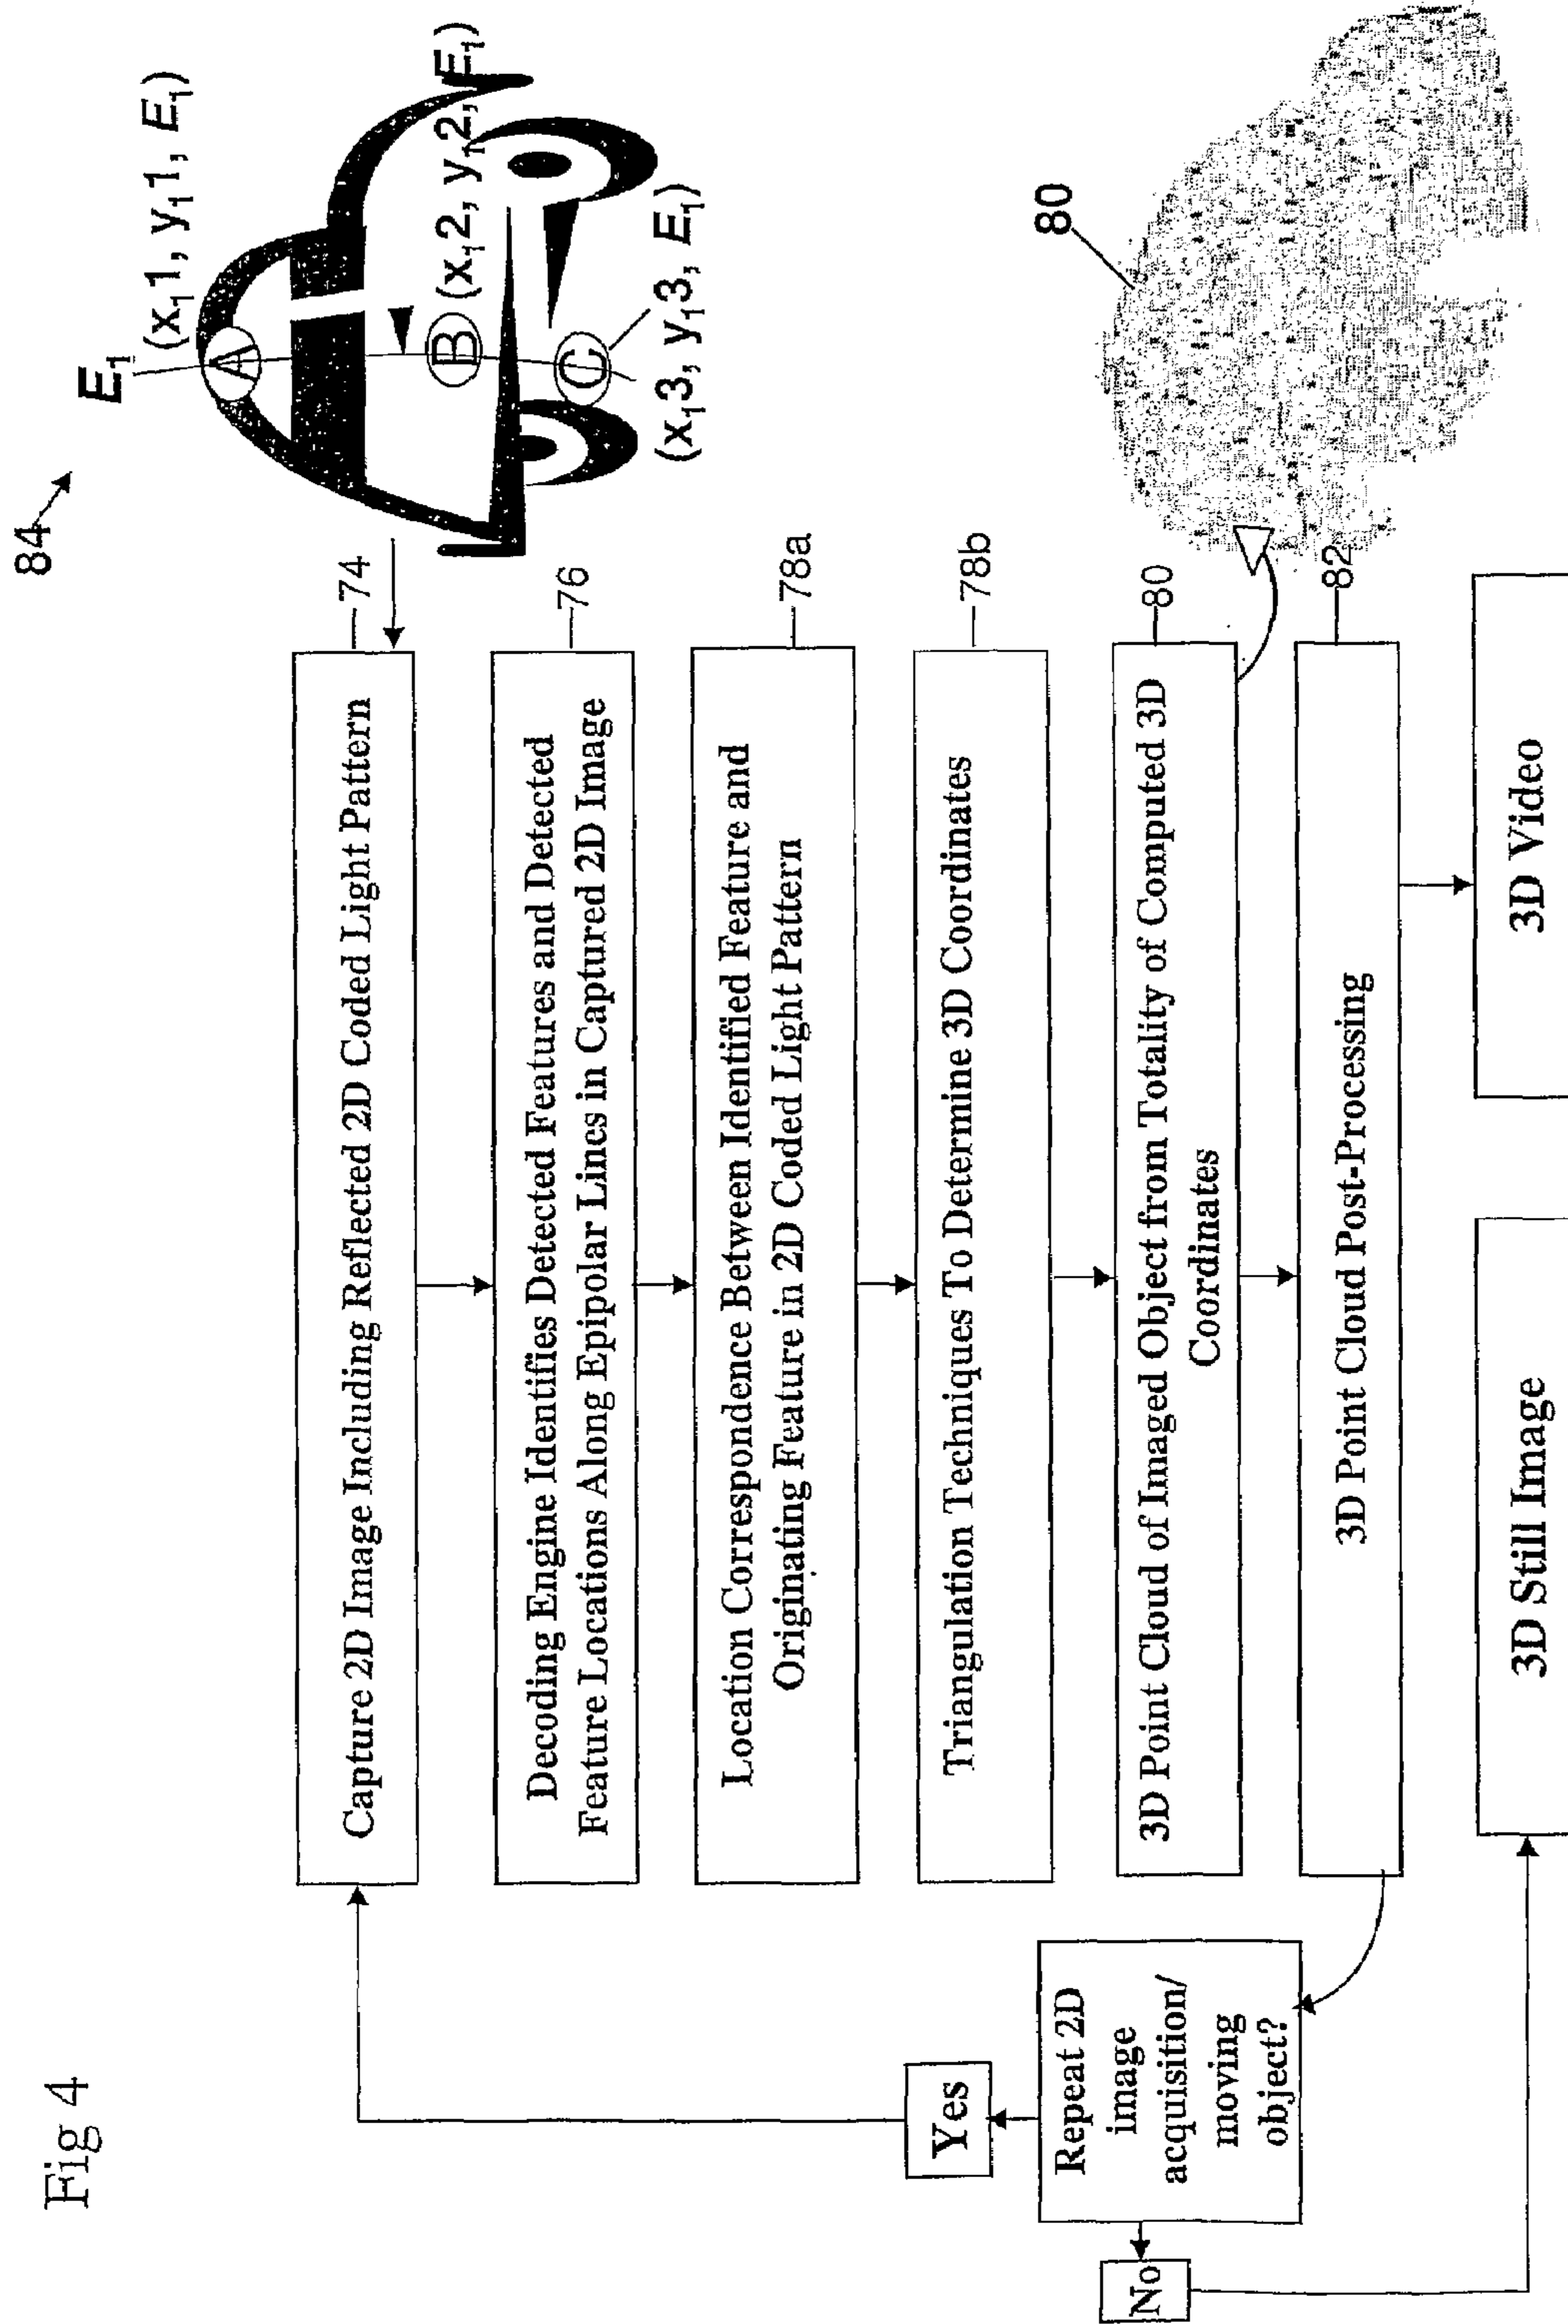 Fig 4
84
E₁
(x₁1, y₁1, E₁)
A
B
(x₁2, y₁2, E₁)
C
(x₁3, y₁3, E₁)
Capture 2D Image Including Reflected 2D Coded Light Pattern
74
Decoding Engine Identifies Detected Features and Detected
Feature Locations Along Epipolar Lines in Captured 2D Image
76
Location Correspondence Between Identified Feature and
Originating Feature in 2D Coded Light Pattern
78a
Triangulation Techniques To Determine 3D Coordinates
78b
3D Point Cloud of Imaged Object from Totality of Computed 3D
Coordinates
80
80
3D Point Cloud Post-Processing
82
Yes
Repeat 2D
image
acquisition/
moving
object?
No
3D Still Image
3D Video